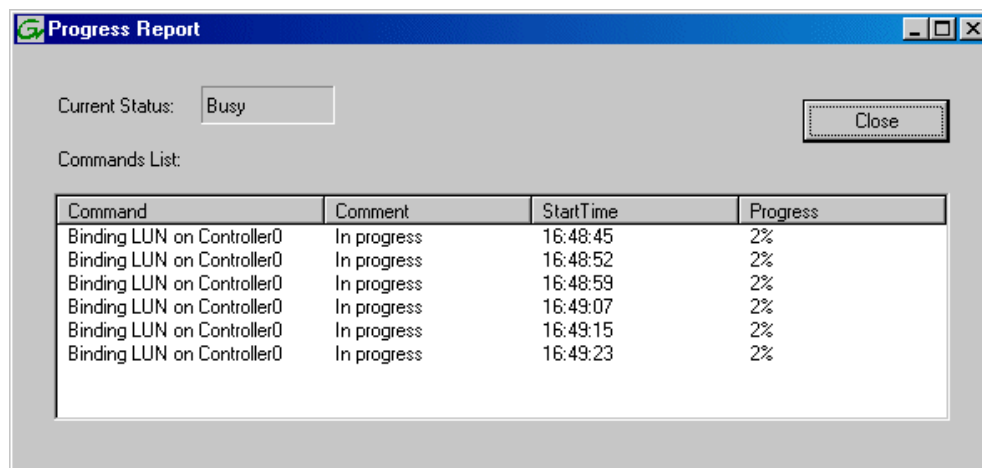 Progress Report
Current Status: Busy
Close
Commands List:
Command Comment StartTime Progress
Binding LUN on Controller0 In progress 16:48:45 2%
Binding LUN on Controller0 In progress 16:48:52 2%
Binding LUN on Controller0 In progress 16:48:59 2%
Binding LUN on Controller0 In progress 16:49:07 2%
Binding LUN on Controller0 In progress 16:49:15 2%
Binding LUN on Controller0 In progress 16:49:23 2%